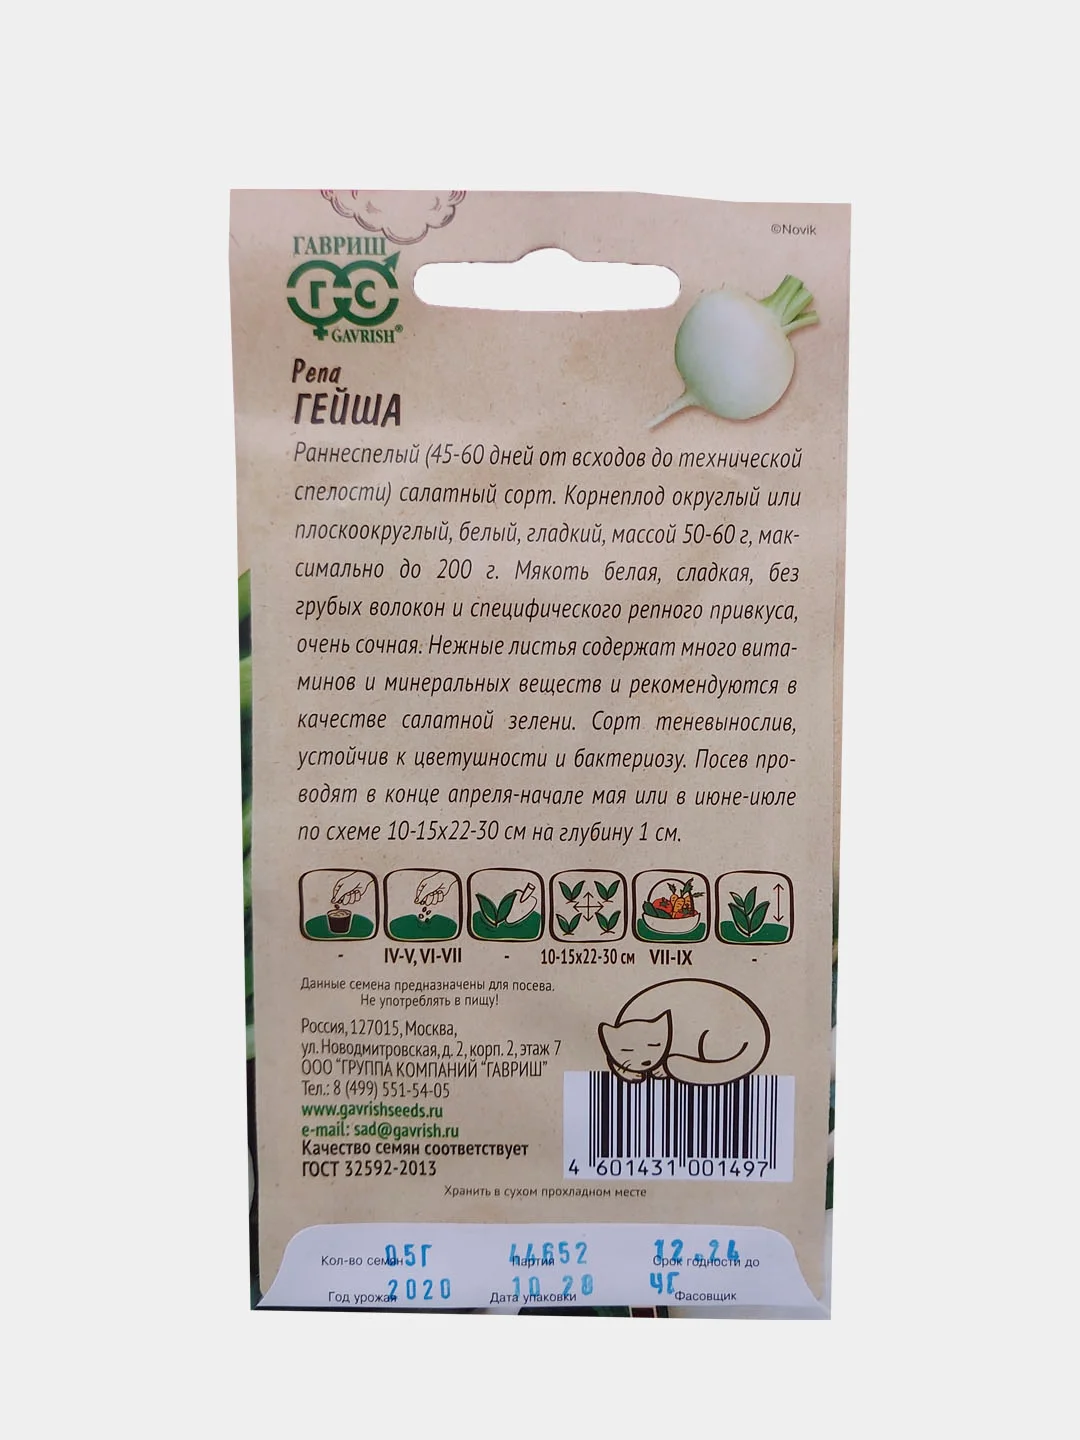 ©Novik
ГАВРИШ
ГС
GAVRISH®
Репа
ГЕЙША
Раннеспелый (45-60 дней от всходов до технической
спелости) салатный сорт. Корнеплод округлый или
плоскоокруглый, белый, гладкий, массой 50-60 г, мак-
симально до 200 г. Мякоть белая, сладкая, без
грубых волокон и специфического репного привкуса,
очень сочная. Нежные листья содержат много вита-
минов и минеральных веществ и рекомендуются в
качестве салатной зелени. Сорт теневынослив,
устойчив к цветушности и бактериозу. Посев про-
водят в конце апреля-начале мая или в июне-июле
по схеме 10-15х22-30 см на глубину 1 см.
- IV-V, VI-VII - 10-15х22-30 см VII-IX -
Данные семена предназначены для посева.
Не употреблять в пищу!
Россия, 127015, Москва,
ул. Новодмитровская, д. 2, корп. 2, этаж 7
ООО "ГРУППА КОМПАНИЙ "ГАВРИШ"
Тел.: 8 (499) 551-54-05
www.gavrishseeds.ru
e-mail: sad@gavrish.ru
Качество семян соответствует
ГОСТ 32592-2013
4 601431 001497
Хранить в сухом прохладном месте
Кол-во семян 0.5Г Партия 44652 Срок годности до 12.24
Год урожая 2020 Дата упаковки 10 20 Фасовщик ЧГ